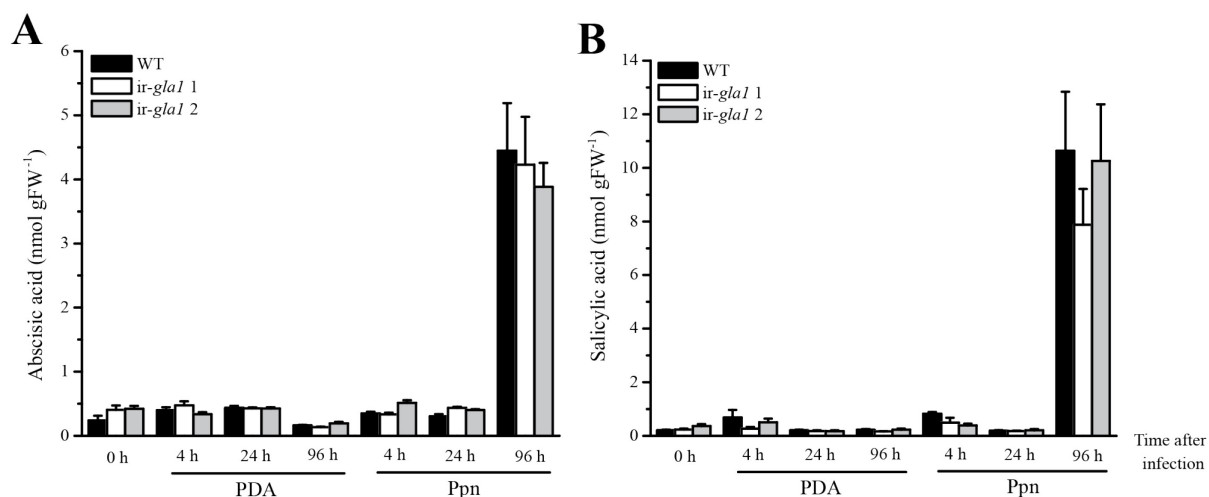 A
Abscisic acid (nmol gFW⁻¹)
6
5
4
3
2
1
0
WT
ir-gla1 1
ir-gla1 2
0 h 4 h 24 h 96 h 4 h 24 h 96 h
PDA Ppn
B
Salicylic acid (nmol gFW⁻¹)
14
12
10
8
6
4
2
0
WT
ir-gla1 1
ir-gla1 2
0 h 4 h 24 h 96 h 4 h 24 h 96 h
PDA Ppn
Time after
infection